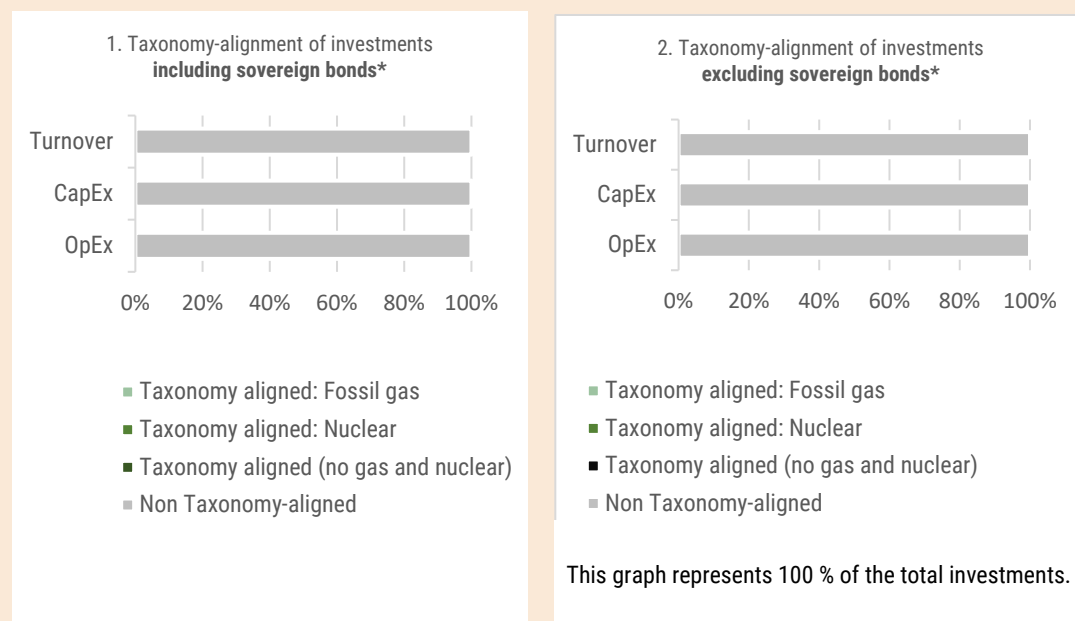 1. Taxonomy-alignment of investments
including sovereign bonds*
Turnover
CapEx
OpEx
0% 20% 40% 60% 80% 100%
Taxonomy aligned: Fossil gas
Taxonomy aligned: Nuclear
Taxonomy aligned (no gas and nuclear)
Non Taxonomy-aligned
2. Taxonomy-alignment of investments
excluding sovereign bonds*
Turnover
CapEx
OpEx
0% 20% 40% 60% 80% 100%
Taxonomy aligned: Fossil gas
Taxonomy aligned: Nuclear
Taxonomy aligned (no gas and nuclear)
Non Taxonomy-aligned
This graph represents 100 % of the total investments.